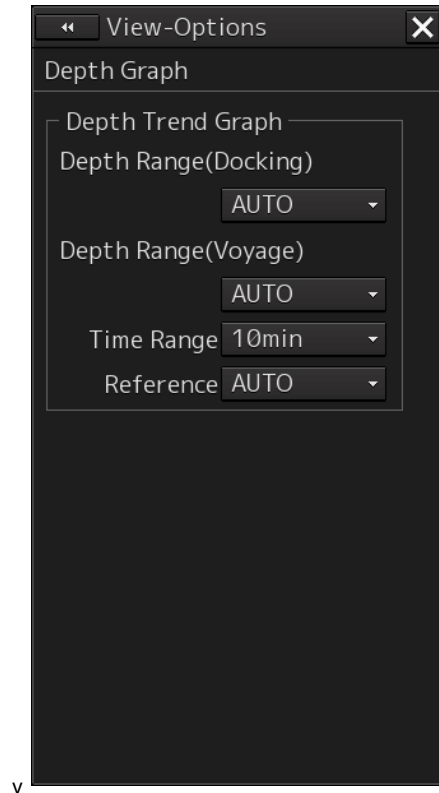 View-Options
Depth Graph
Depth Trend Graph
Depth Range(Docking)
AUTO
Depth Range(Voyage)
AUTO
Time Range 10min
Reference AUTO
v